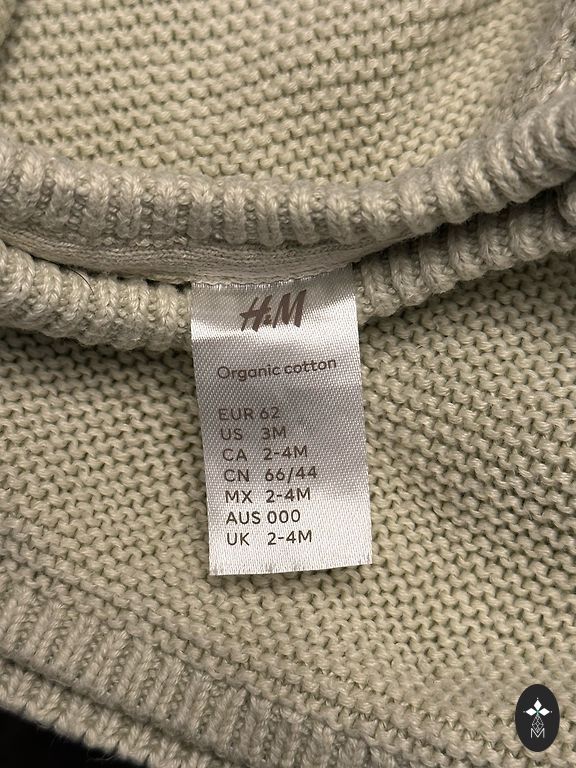 H&M
Organic cotton
EUR 62
US 3M
CA 2-4M
CN 66/44
MX 2-4M
AUS 000
UK 2-4M
M